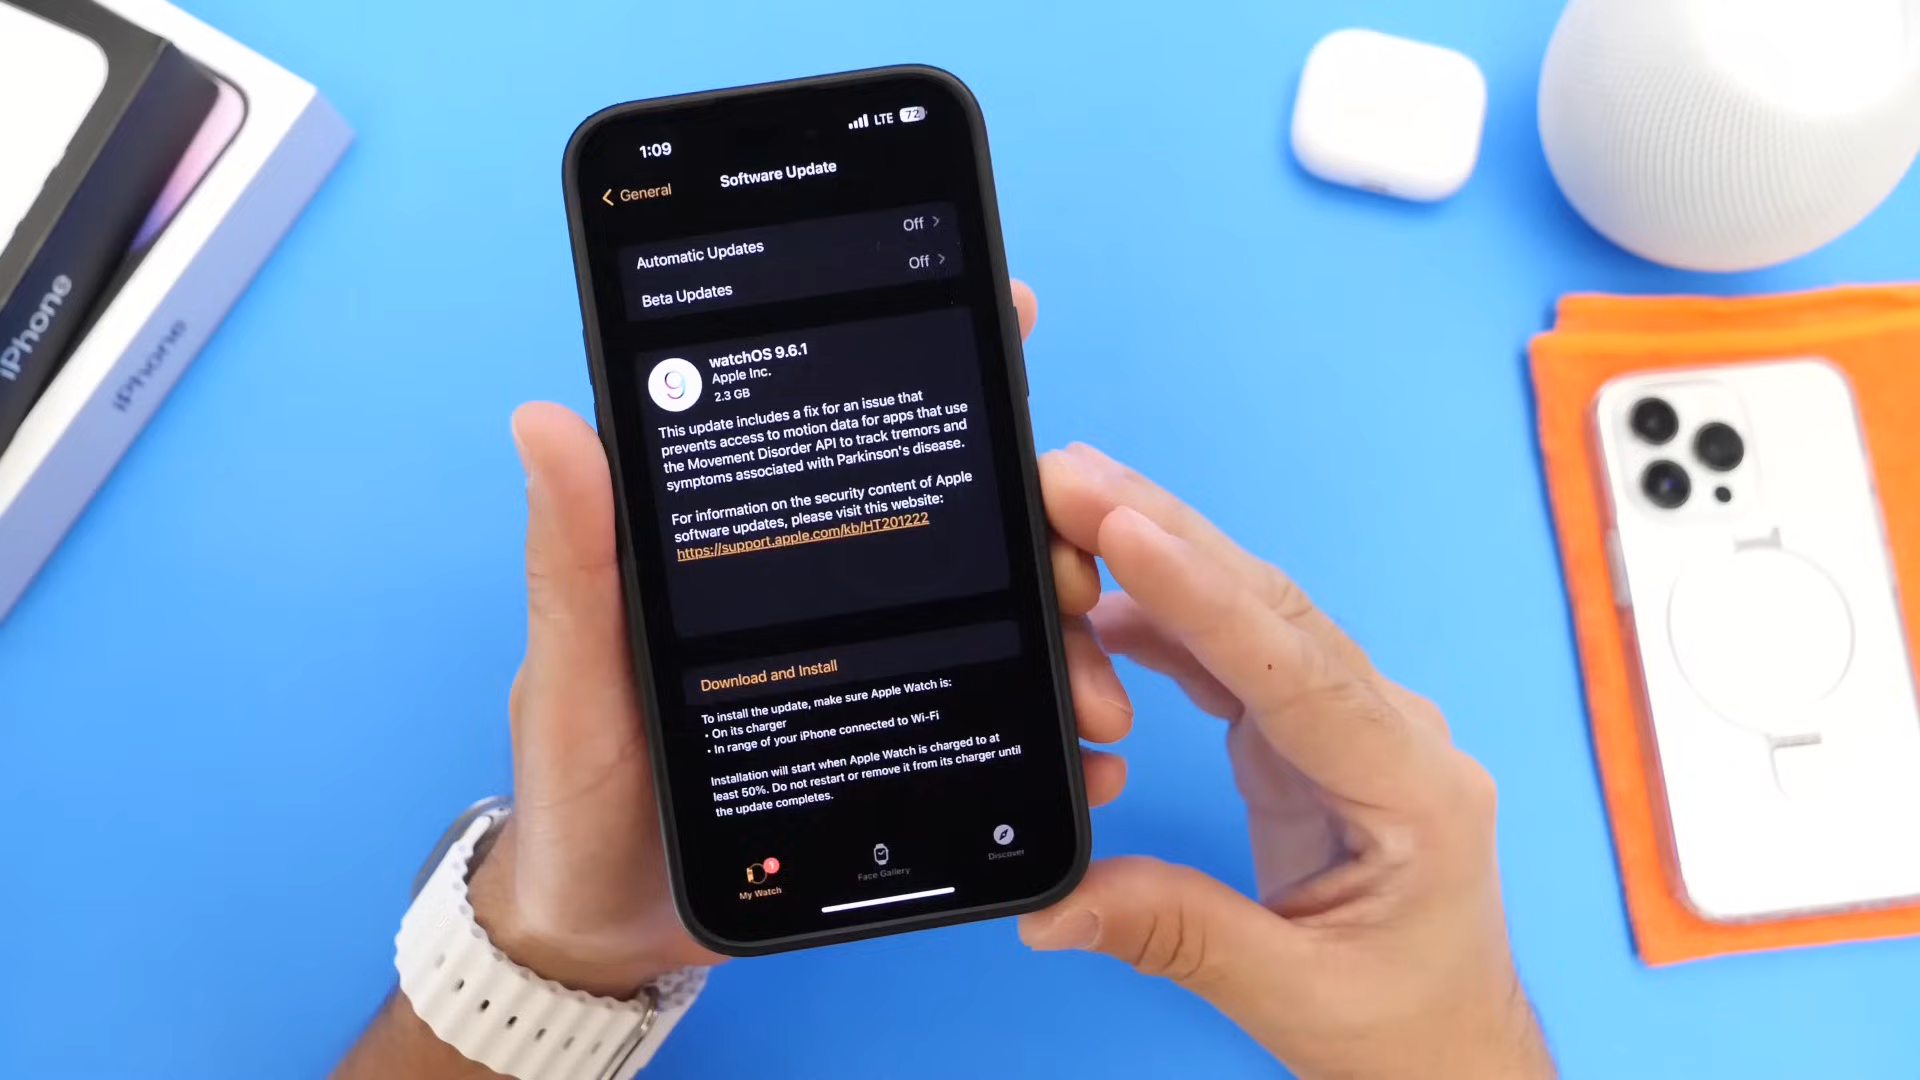 1:09
LTE
72
General
Software Update
Automatic Updates
Off
Beta Updates
Off
9
watchOS 9.6.1
Apple Inc.
2.3 GB
This update includes a fix for an issue that
prevents access to motion data for apps that use
the Movement Disorder API to track tremors and
symptoms associated with Parkinson's disease.
For information on the security content of Apple
software updates, please visit this website:
https://support.apple.com/kb/HT201222
Download and Install
To install the update, make sure Apple Watch is:
• On its charger
• In range of your iPhone connected to Wi-Fi
Installation will start when Apple Watch is charged to at
least 50%. Do not restart or remove it from its charger until
the update completes.
1
My Watch
Face Gallery
Discover
iPhone
iPhone